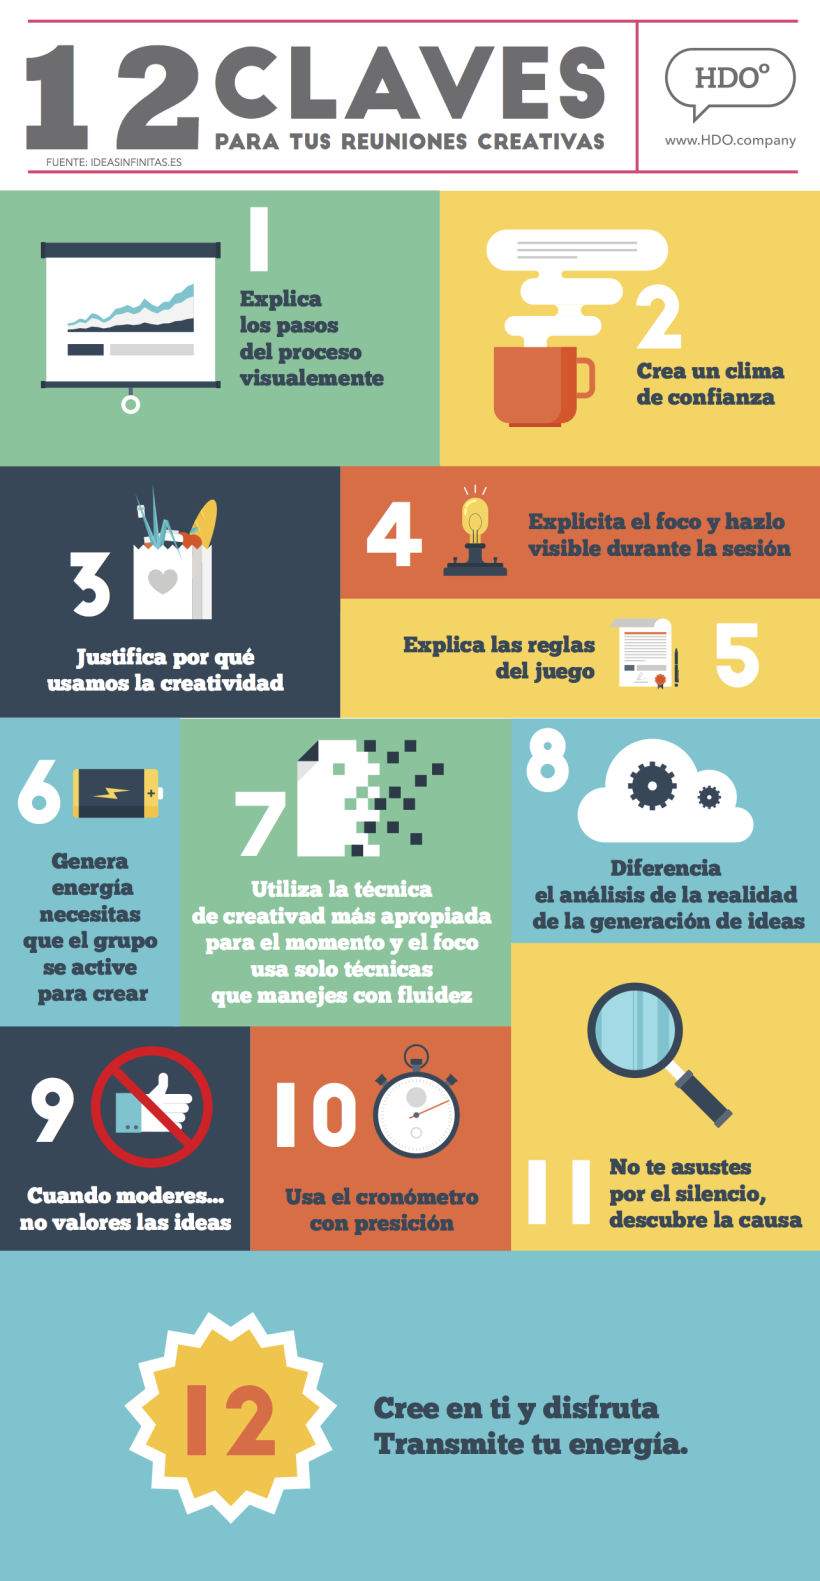 12 CLAVES
PARA TUS REUNIONES CREATIVAS
FUENTE: IDEASINFINITAS.ES
HDOº
www.HDO.company
1
Explica
los pasos
del proceso
visualemente
2
Crea un clima
de confianza
3
Justifica por qué
usamos la creatividad
4
Explicita el foco y hazlo
visible durante la sesión
Explica las reglas
del juego
5
6
Genera
energía
necesitas
que el grupo
se active
para crear
7
Utiliza la técnica
de creativad más apropiada
para el momento y el foco
usa solo técnicas
que manejes con fluidez
8
Diferencia
el análisis de la realidad
de la generación de ideas
9
Cuando moderes...
no valores las ideas
10
Usa el cronómetro
con presición
11
No te asustes
por el silencio,
descubre la causa
12
Cree en ti y disfruta
Transmite tu energía.